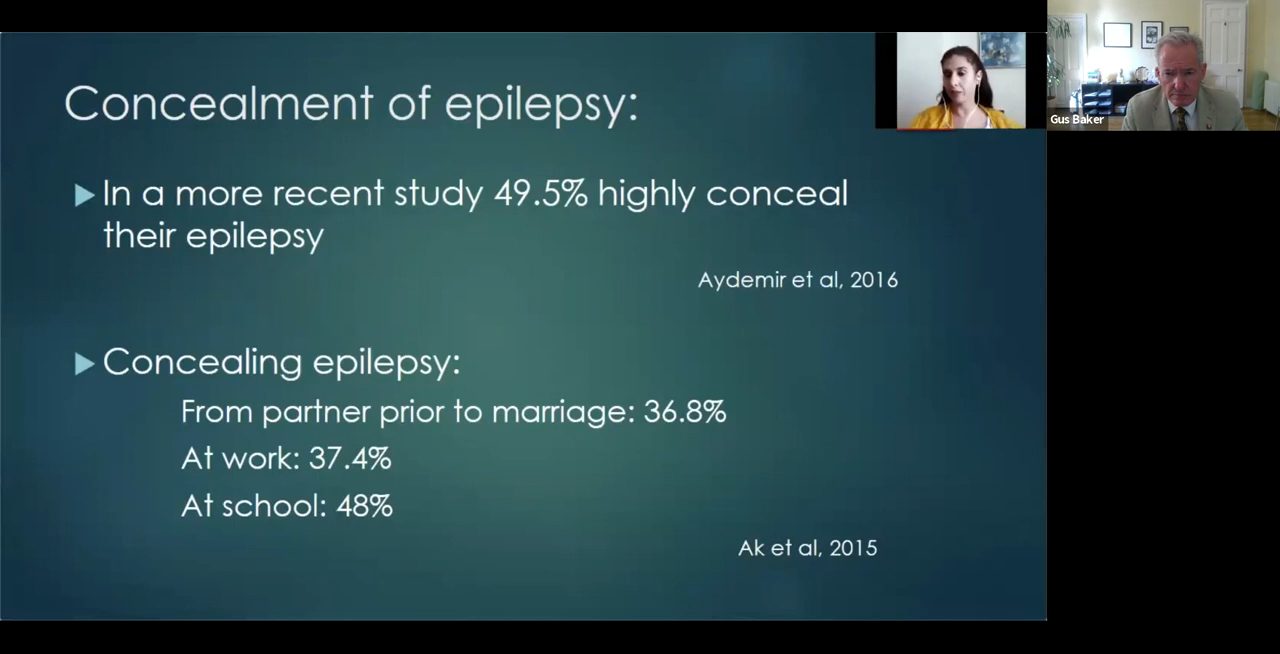 Concealment of epilepsy:
In a more recent study 49.5% highly conceal
their epilepsy
Aydemir et al, 2016
Concealing epilepsy:
From partner prior to marriage: 36.8%
At work: 37.4%
At school: 48%
Ak et al, 2015
Gus Baker